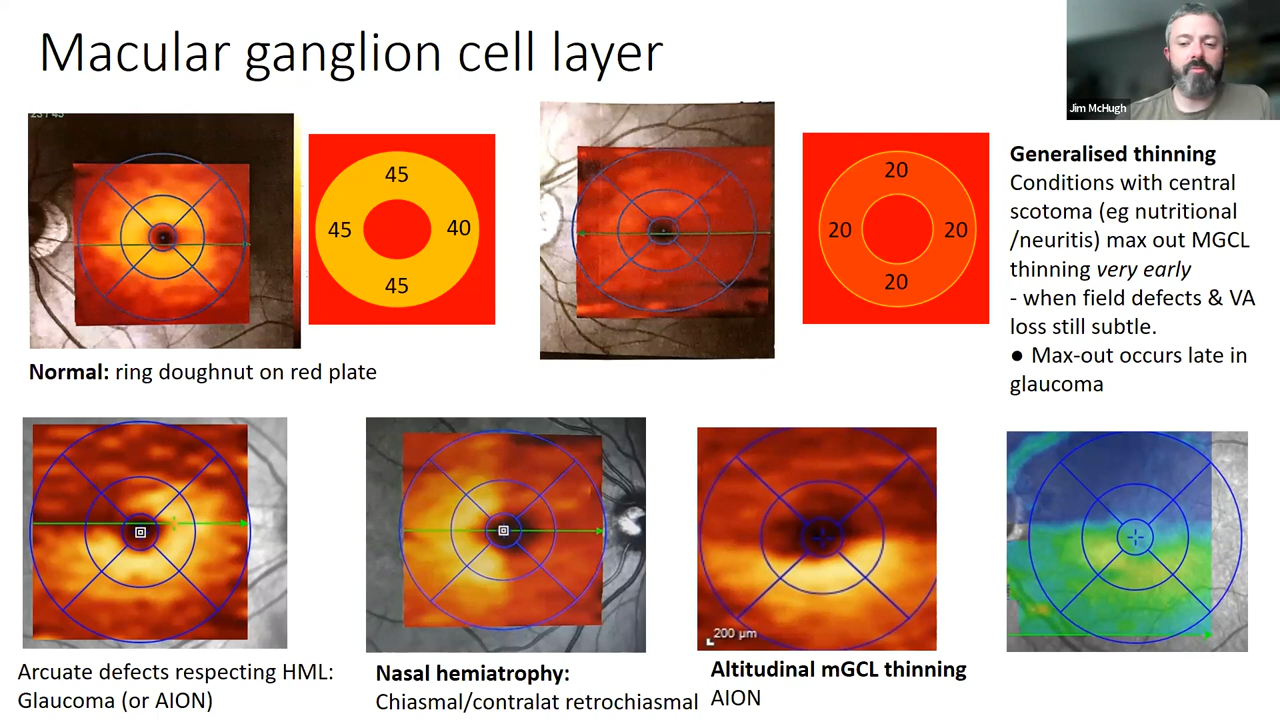 Macular ganglion cell layer
Jim McHugh
45
45
40
45
20
20
20
20
Generalised thinning
Conditions with central
scotoma (eg nutritional
/neuritis) max out MGCL
thinning very early
- when field defects & VA
loss still subtle.
● Max-out occurs late in
glaucoma
Normal: ring doughnut on red plate
200 µm
Arcuate defects respecting HML:
Glaucoma (or AION)
Nasal hemiatrophy:
Chiasmal/contralat retrochiasmal
Altitudinal mGCL thinning
AION